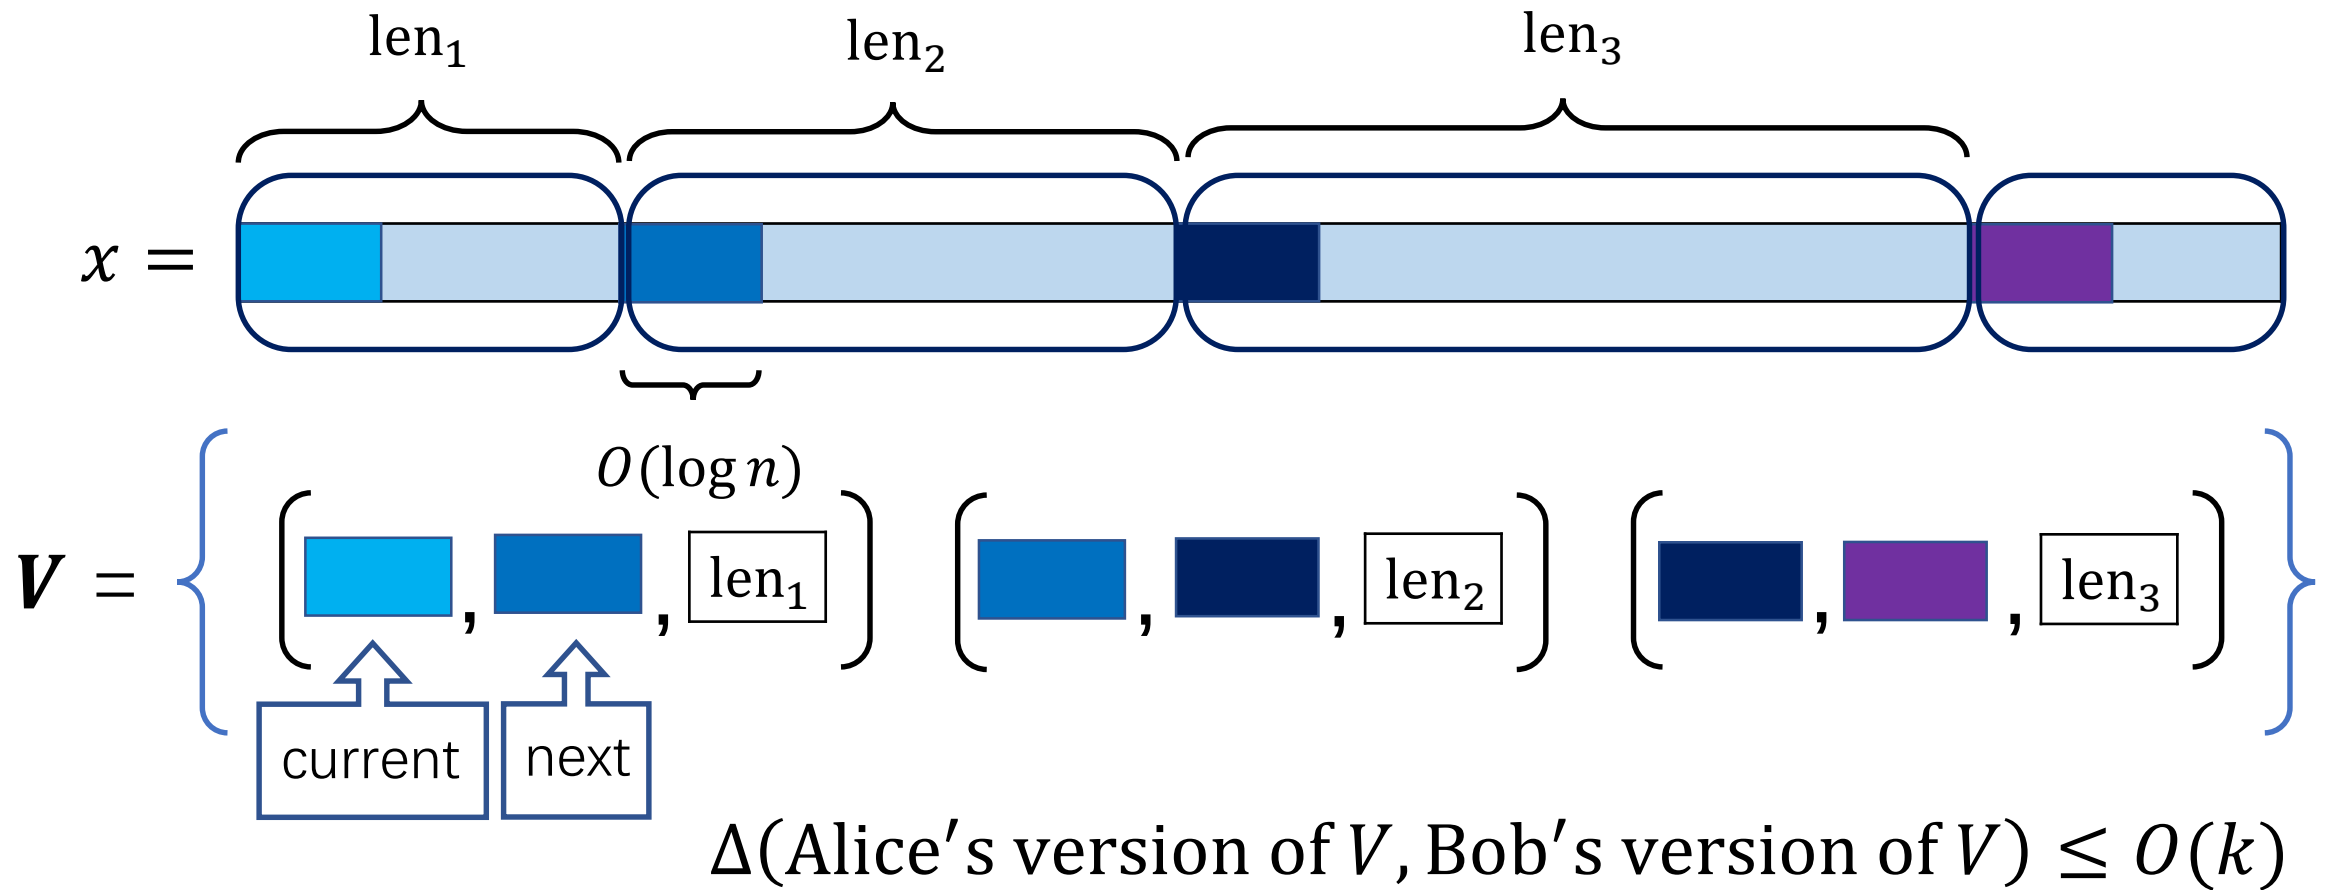 len₁ len₂ len₃
x =
O(log n)
V = { ( , , len₁ ) ( , , len₂ ) ( , , len₃ ) }
current next
Δ(Alice′s version of V, Bob′s version of V) ≤ O(k)